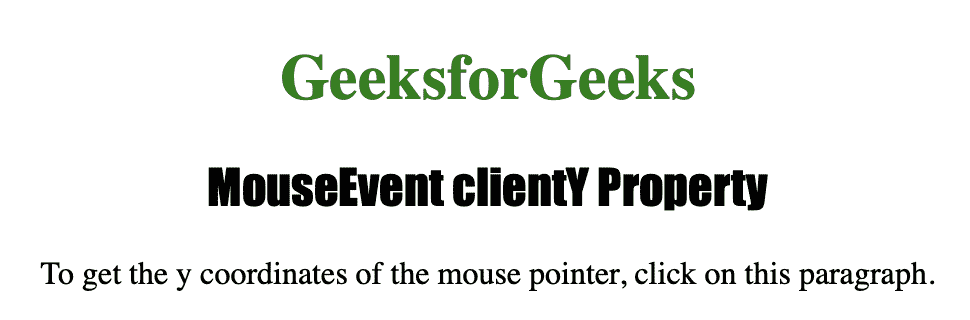 GeeksforGeeks
MouseEvent clientY Property
To get the y coordinates of the mouse pointer, click on this paragraph.